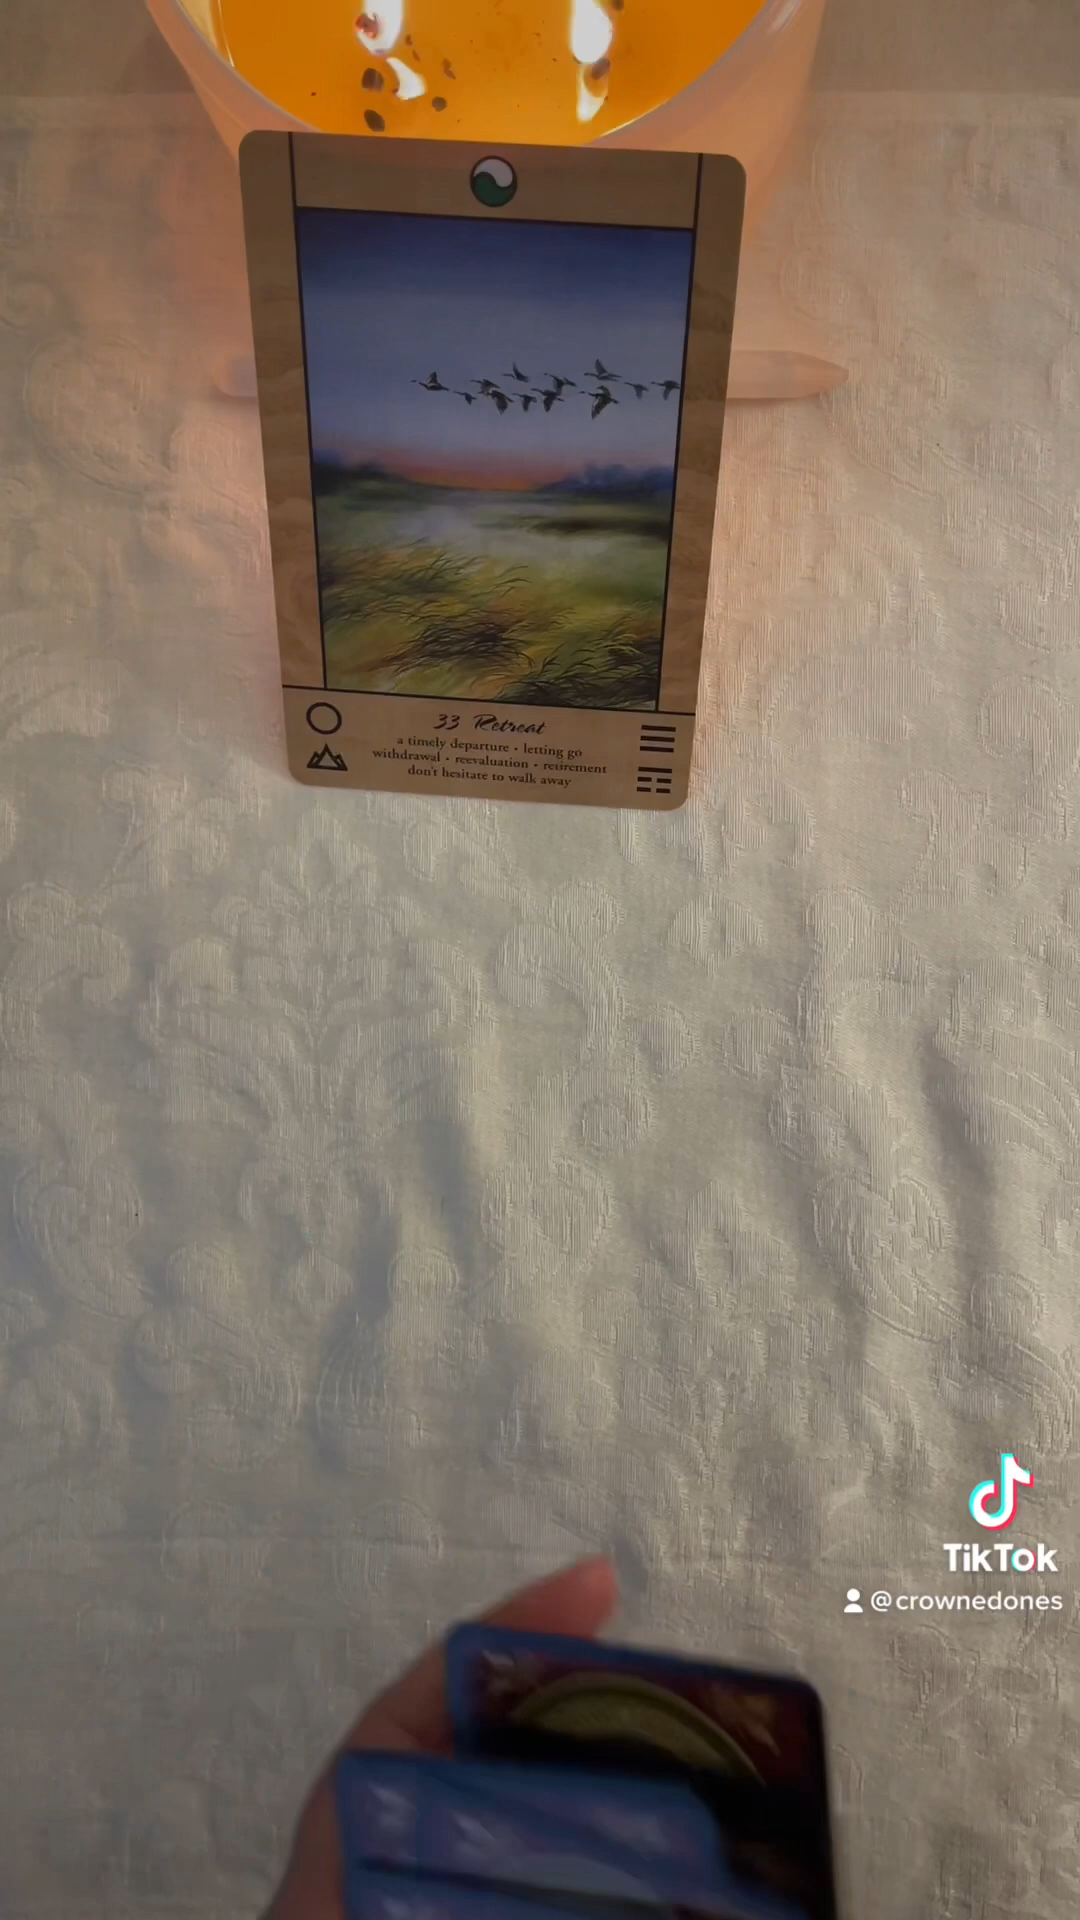 33 Retreat
a timely departure • letting go
withdrawal • reevaluation • retirement
don't hesitate to walk away
TikTok
@crownedones